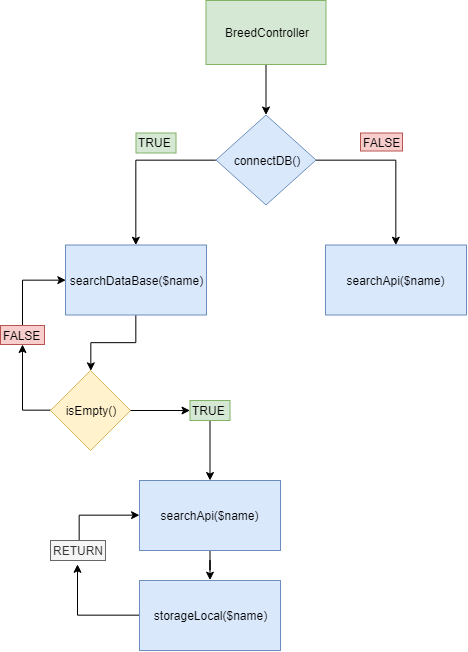 BreedController
TRUE
FALSE
connectDB()
searchDataBase($name)
searchApi($name)
FALSE
isEmpty()
TRUE
searchApi($name)
RETURN
storageLocal($name)